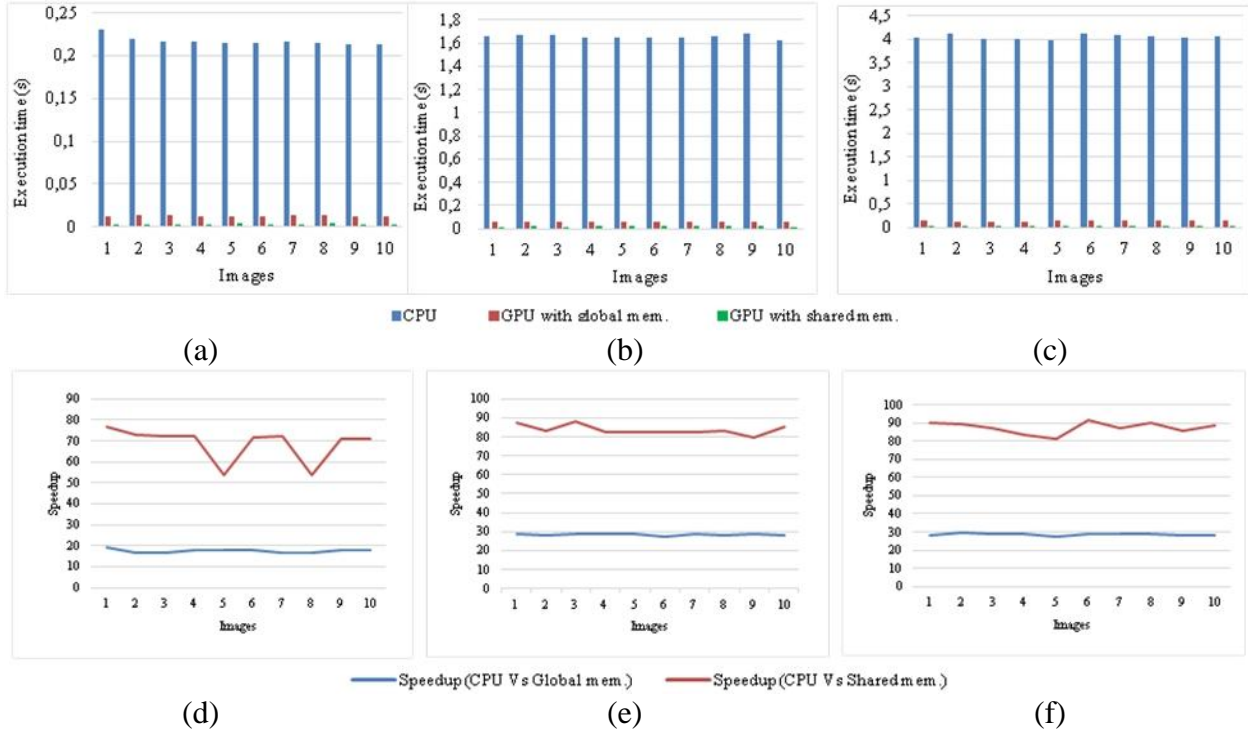 0,25
0,2
0,15
0,1
0,05
0
Execution time (s)
1 2 3 4 5 6 7 8 9 10
Images
1,8
1,6
1,4
1,2
1
0,8
0,6
0,4
0,2
0
Execution time (s)
1 2 3 4 5 6 7 8 9 10
Images
4,5
4
3,5
3
2,5
2
1,5
1
0,5
0
Execution time (s)
1 2 3 4 5 6 7 8 9 10
Images
CPU GPU with global mem. GPU with shared mem.
(a) (b) (c)
90
80
70
60
50
40
30
20
10
0
Speedup
1 2 3 4 5 6 7 8 9 10
Images
100
90
80
70
60
50
40
30
20
10
0
Speedup
1 2 3 4 5 6 7 8 9 10
Images
100
90
80
70
60
50
40
30
20
10
0
Speedup
1 2 3 4 5 6 7 8 9 10
Images
Speedup(CPU Vs Global mem.) Speedup(CPU Vs Shared mem.)
(d) (e) (f)